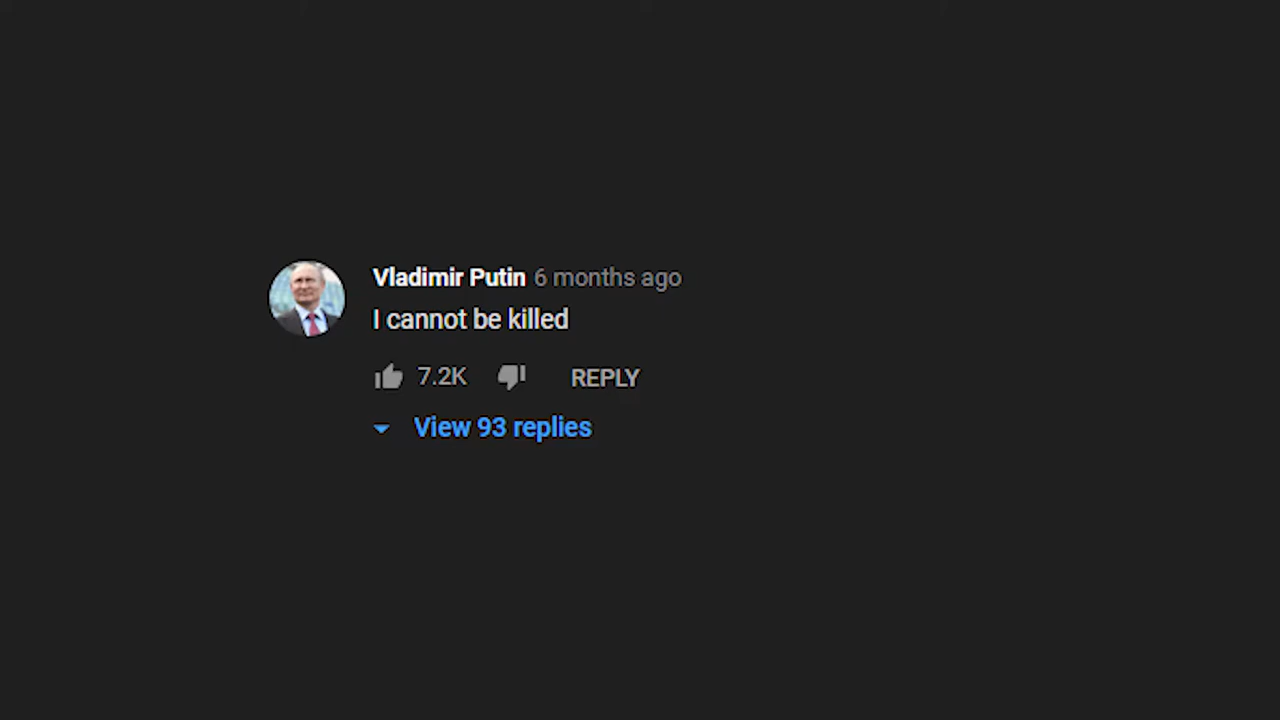 Vladimir Putin 6 months ago
I cannot be killed
7.2K REPLY
View 93 replies